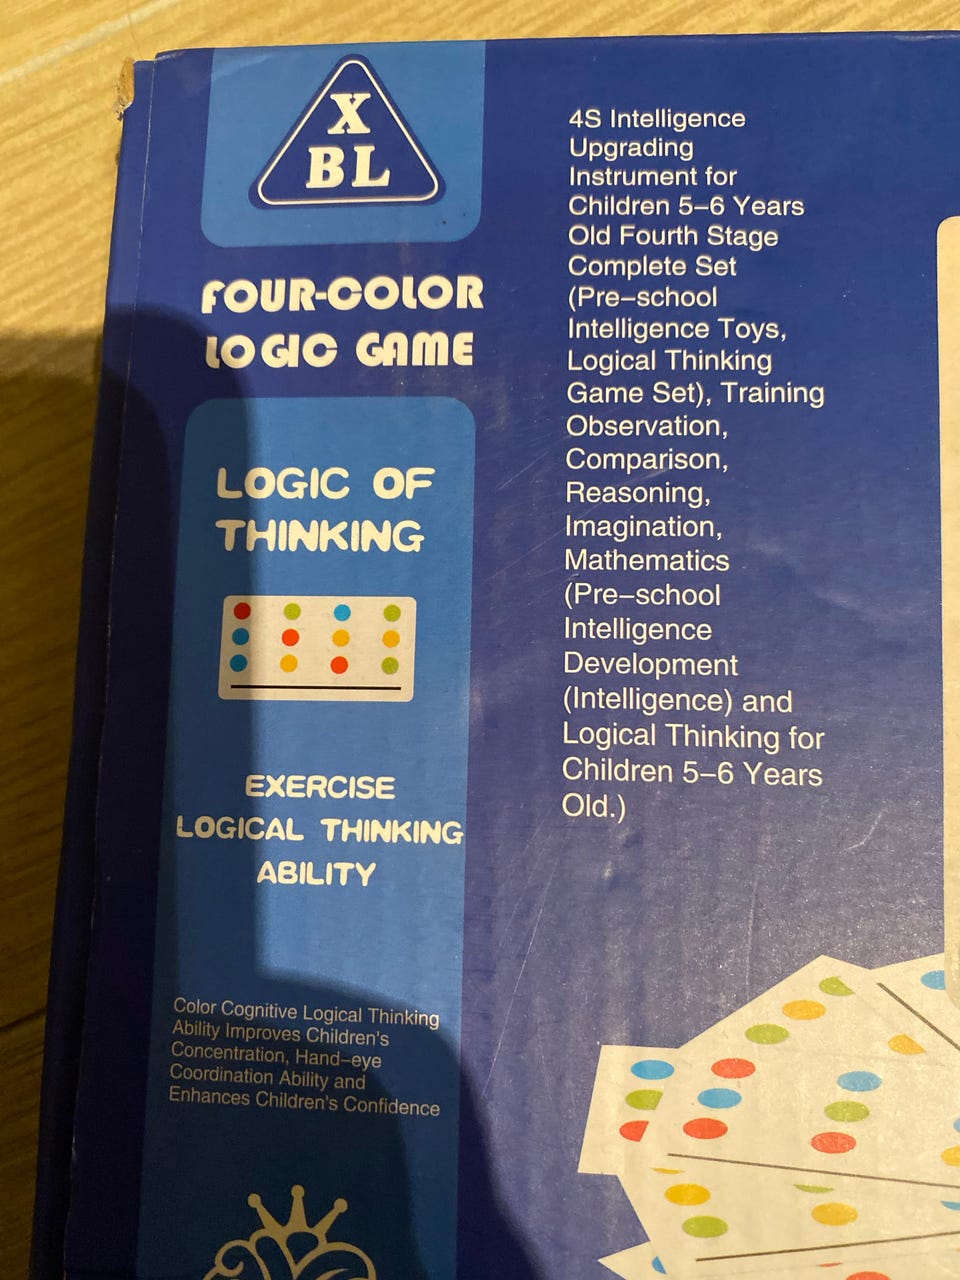 X
BL
FOUR-COLOR
LOGIC GAME
LOGIC OF
THINKING
EXERCISE
LOGICAL THINKING
ABILITY
Color Cognitive Logical Thinking
Ability Improves Children's
Concentration, Hand-eye
Coordination Ability and
Enhances Children's Confidence
4S Intelligence
Upgrading
Instrument for
Children 5-6 Years
Old Fourth Stage
Complete Set
(Pre-school
Intelligence Toys,
Logical Thinking
Game Set), Training
Observation,
Comparison,
Reasoning,
Imagination,
Mathematics
(Pre-school
Intelligence
Development
(Intelligence) and
Logical Thinking for
Children 5-6 Years
Old.)